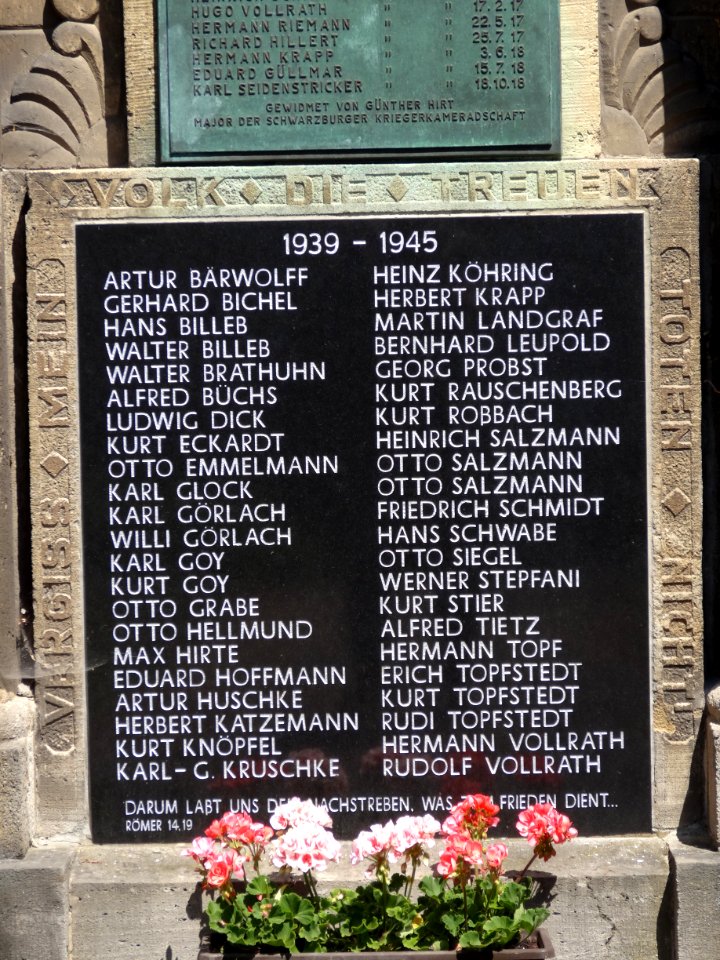 HUGO VOLLRATH " " 17. 2. 17
HERMANN RIEMANN " " 22. 5. 17
RICHARD HILLERT " " 25. 7. 17
HERMANN KRAPP " " 3. 6. 18
EDUARD GÜLLMAR " " 15. 7. 18
KARL SEIDENSTRICKER " " 18. 10. 18
GEWIDMET VON GÜNTHER HIRT
MAJOR DER SCHWARZBURGER KRIEGERKAMERADSCHAFT
VARGISS ◆ MEIN
VOLK ◆ DIE ◆ TREUEN
TOTEN ◆ NICHT!
1939 – 1945
ARTUR BÄRWOLFF
GERHARD BICHEL
HANS BILLEB
WALTER BILLEB
WALTER BRATHUHN
ALFRED BÜCHS
LUDWIG DICK
KURT ECKARDT
OTTO EMMELMANN
KARL GLOCK
KARL GÖRLACH
WILLI GÖRLACH
KARL GOY
KURT GOY
OTTO GRABE
OTTO HELLMUND
MAX HIRTE
EDUARD HOFFMANN
ARTUR HUSCHKE
HERBERT KATZEMANN
KURT KNÖPFEL
KARL-G. KRUSCHKE
HEINZ KÖHRING
HERBERT KRAPP
MARTIN LANDGRAF
BERNHARD LEUPOLD
GEORG PROBST
KURT RAUSCHENBERG
KURT ROßBACH
HEINRICH SALZMANN
OTTO SALZMANN
OTTO SALZMANN
FRIEDRICH SCHMIDT
HANS SCHWABE
OTTO SIEGEL
WERNER STEPFANI
KURT STIER
ALFRED TIETZ
HERMANN TOPF
ERICH TOPFSTEDT
KURT TOPFSTEDT
RUDI TOPFSTEDT
HERMANN VOLLRATH
RUDOLF VOLLRATH
DARUM LAßT UNS DEM NACHSTREBEN, WAS ZUM FRIEDEN DIENT...
RÖMER 14.19